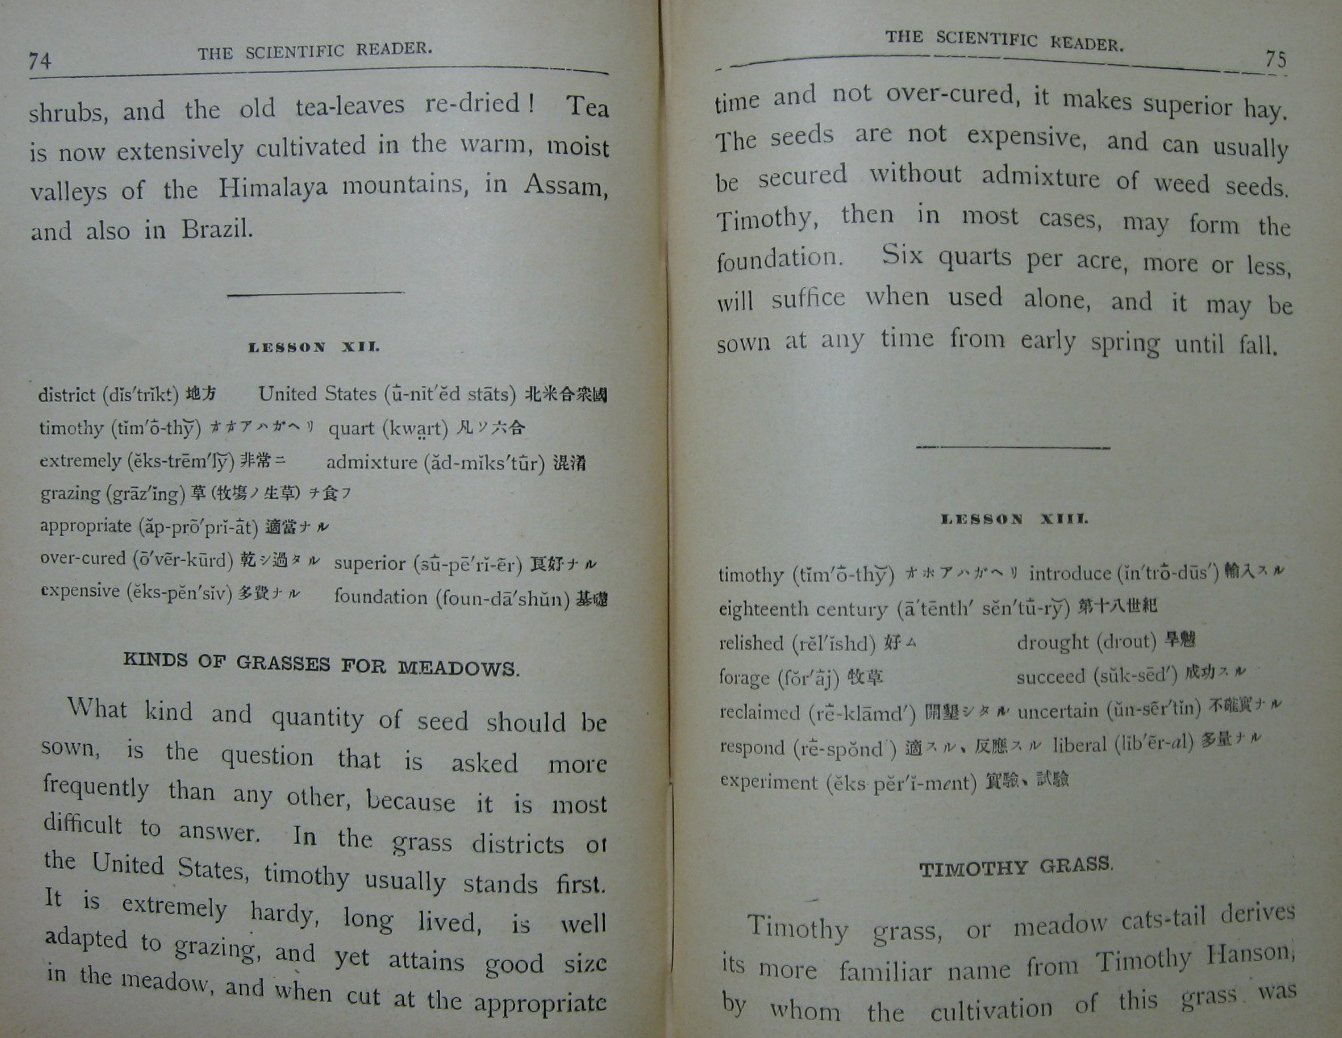 74
THE SCIENTIFIC READER.
shrubs, and the old tea-leaves re-dried! Tea
is now extensively cultivated in the warm, moist
valleys of the Himalaya mountains, in Assam,
and also in Brazil.
LESSON XII.
district (dĭs′trĭkt) 地方 United States (ū̇-nīt′ĕd stāts) 北米合衆國
timothy (tĭm′ō̇-thy̆) オホアハガヘリ quart (kwa̤rt) 凡ソ六合
extremely (ĕks-trēm′ly̆) 非常ニ admixture (ăd-mĭks′tū̇r) 混淆
grazing (grāz′ĭng) 草(牧塲ノ生草)ヲ食フ
appropriate (ăp-prō′prĭ-ā̇t) 適當ナル
over-cured (ō′vẽr-kūrd) 乾シ過タル superior (sū̇-pē′rĭ-ẽr) 良好ナル
expensive (ĕks-pĕn′sĭv) 多費ナル foundation (foun-dā′shŭn) 基礎
KINDS OF GRASSES FOR MEADOWS.
What kind and quantity of seed should be
sown, is the question that is asked more
frequently than any other, because it is most
difficult to answer. In the grass districts of
the United States, timothy usually stands first.
It is extremely hardy, long lived, is well
adapted to grazing, and yet attains good size
in the meadow, and when cut at the appropriate
THE SCIENTIFIC READER.
75
time and not over-cured, it makes superior hay.
The seeds are not expensive, and can usually
be secured without admixture of weed seeds.
Timothy, then in most cases, may form the
foundation. Six quarts per acre, more or less,
will suffice when used alone, and it may be
sown at any time from early spring until fall.
LESSON XIII.
timothy (tĭm′ō̇-thy̆) オホアハガヘリ introduce (ĭn′trō̇-dūs′) 輸入スル
eighteenth century (ā′tēnth′ sĕn′tū̇-ry̆) 第十八世紀
relished (rĕl′ĭshd) 好ム drought (drout) 旱魃
forage (fŏr′ā̇j) 牧草 succeed (sŭk-sēd′) 成功スル
reclaimed (rē̇-klāmd′) 開墾シタル uncertain (ŭn-sẽr′tĭn) 不確實ナル
respond (rē̇-spŏnd′) 適スル、反應スル liberal (lĭb′ẽr-al) 多量ナル
experiment (ĕks pĕr′ĭ-ment) 實驗、試驗
TIMOTHY GRASS.
Timothy grass, or meadow cats-tail derives
its more familiar name from Timothy Hanson,
by whom the cultivation of this grass was